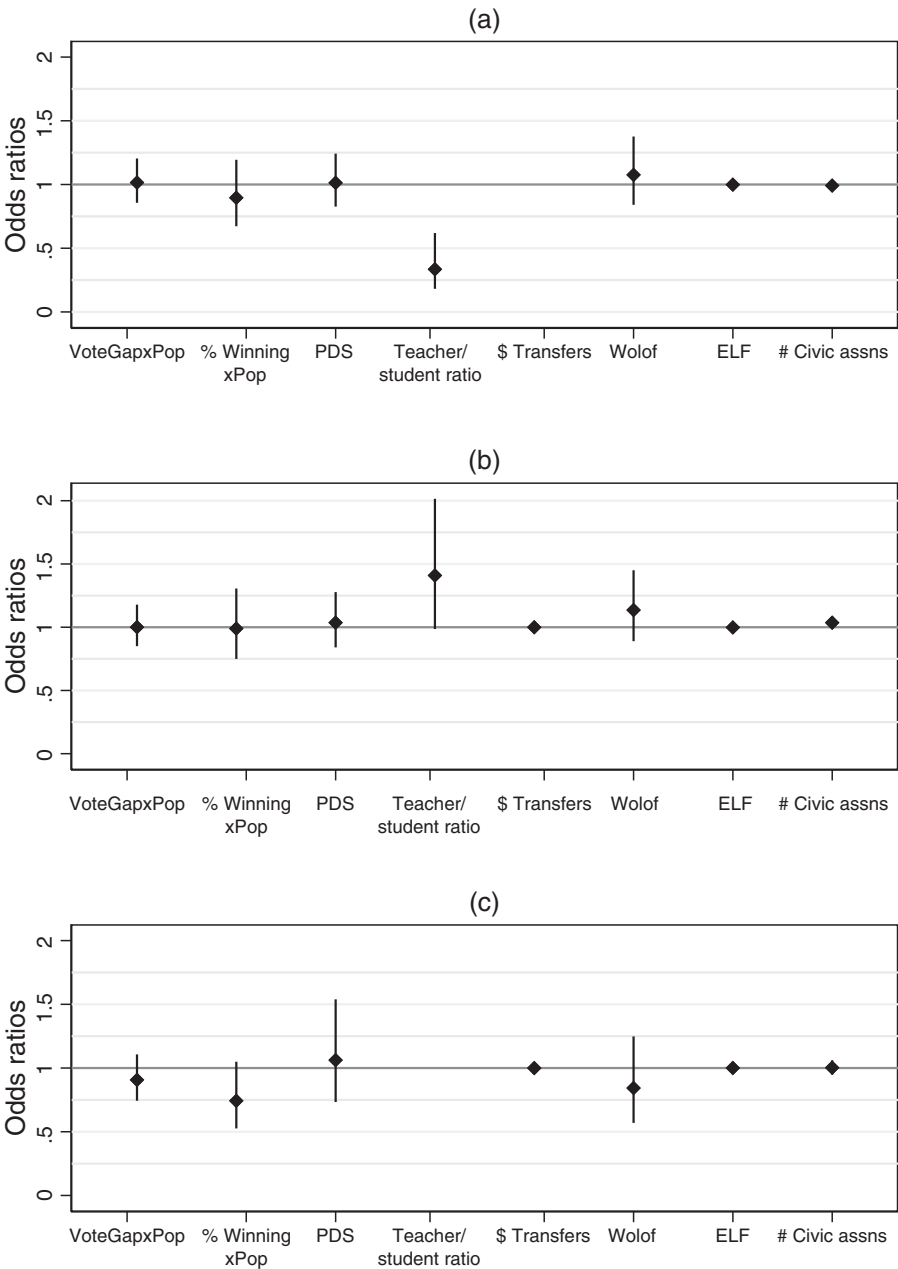 (a)
Odds ratios
2
1.5
1
.5
0
VoteGapxPop % Winning PDS Teacher/ $ Transfers Wolof ELF # Civic assns
xPop student ratio
(b)
Odds ratios
2
1.5
1
.5
0
VoteGapxPop % Winning PDS Teacher/ $ Transfers Wolof ELF # Civic assns
xPop student ratio
(c)
Odds ratios
2
1.5
1
.5
0
VoteGapxPop % Winning PDS Teacher/ $ Transfers Wolof ELF # Civic assns
xPop student ratio